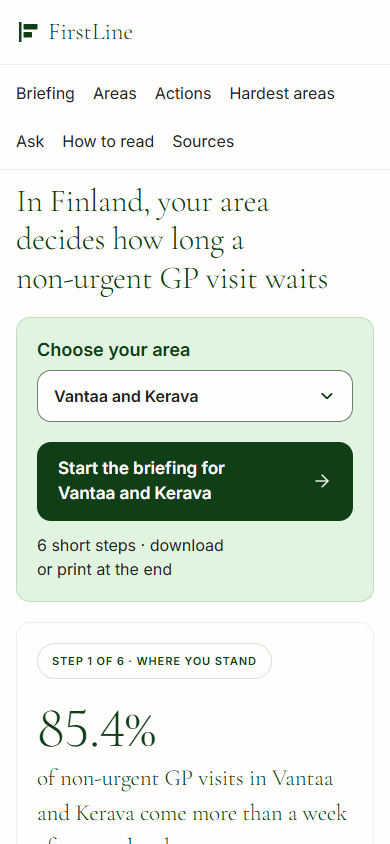 FirstLine
Briefing Areas Actions Hardest areas
Ask How to read Sources
In Finland, your area
decides how long a
non-urgent GP visit waits
Choose your area
Vantaa and Kerava
Start the briefing for
Vantaa and Kerava
6 short steps · download
or print at the end
STEP 1 OF 6 · WHERE YOU STAND
85.4%
of non-urgent GP visits in Vantaa
and Kerava come more than a week